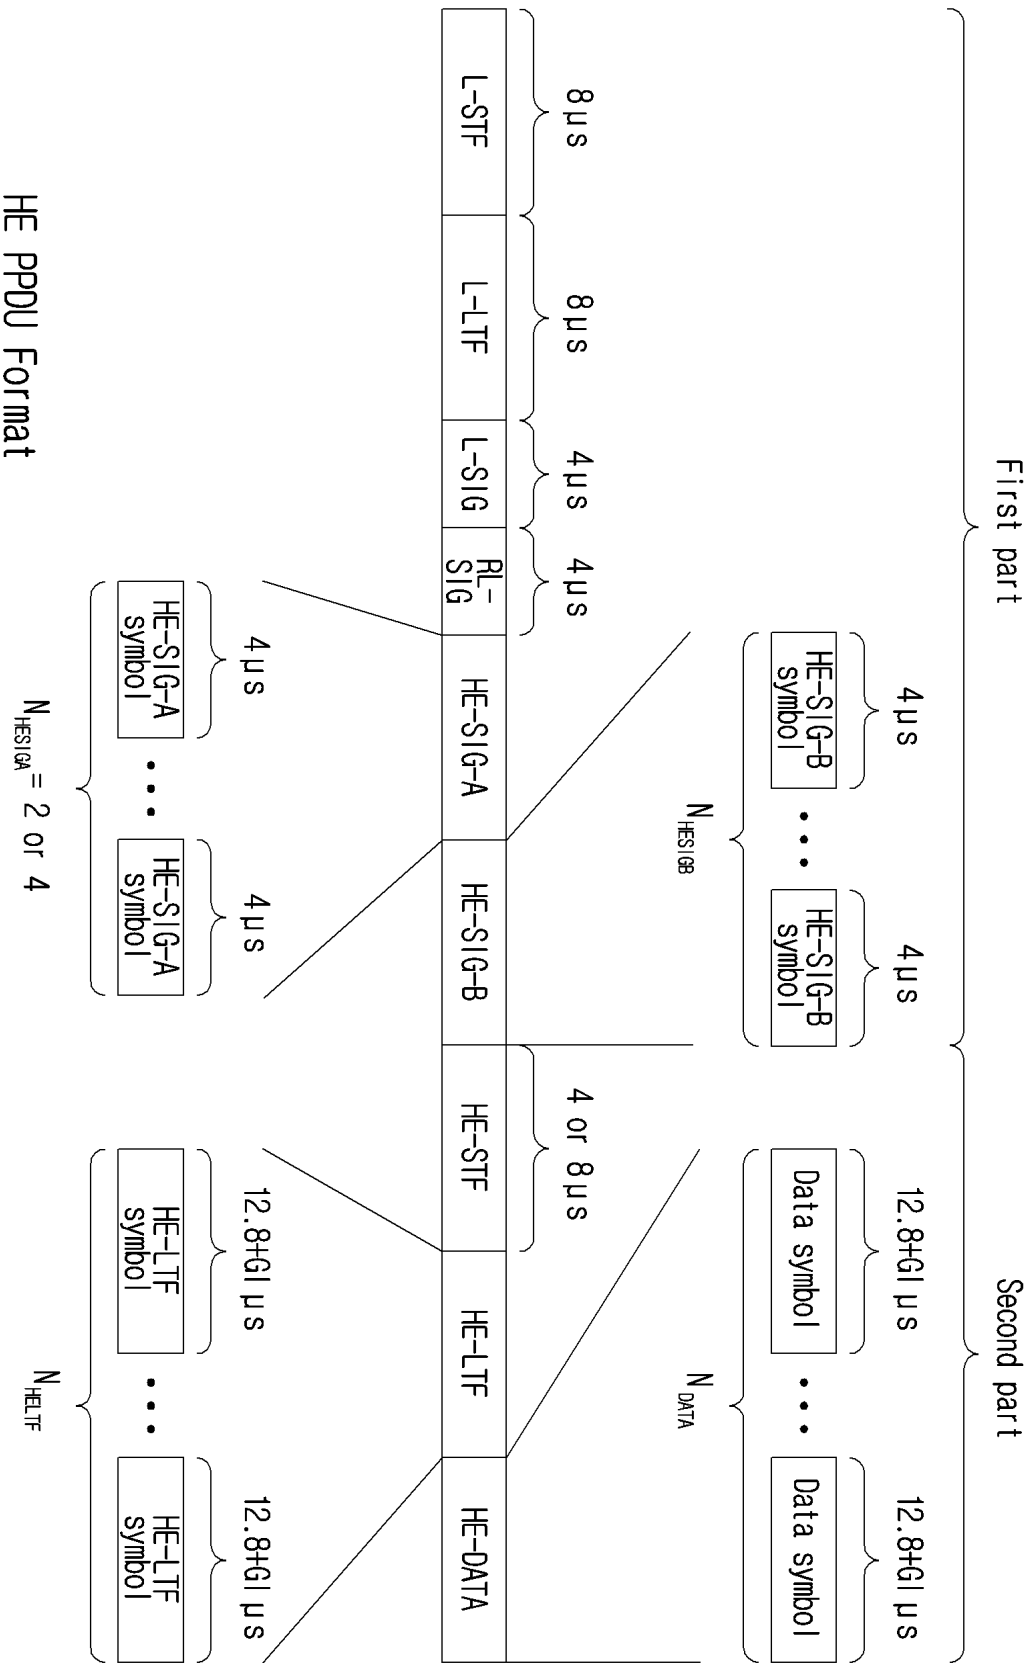 First part
Second part
4μs
4μs
12.8+GI μs
12.8+GI μs
HE-SIG-B
symbol
HE-SIG-B
symbol
Data symbol
Data symbol
N_HESIGB
N_DATA
8μs
8μs
4μs
4μs
4 or 8μs
L-STF
L-LTF
L-SIG
RL-
SIG
HE-SIG-A
HE-SIG-B
HE-STF
HE-LTF
HE-DATA
4μs
4μs
12.8+GI μs
12.8+GI μs
HE-SIG-A
symbol
HE-SIG-A
symbol
HE-LTF
symbol
HE-LTF
symbol
N_HESIGA = 2 or 4
N_HELTF
HE PPDU Format